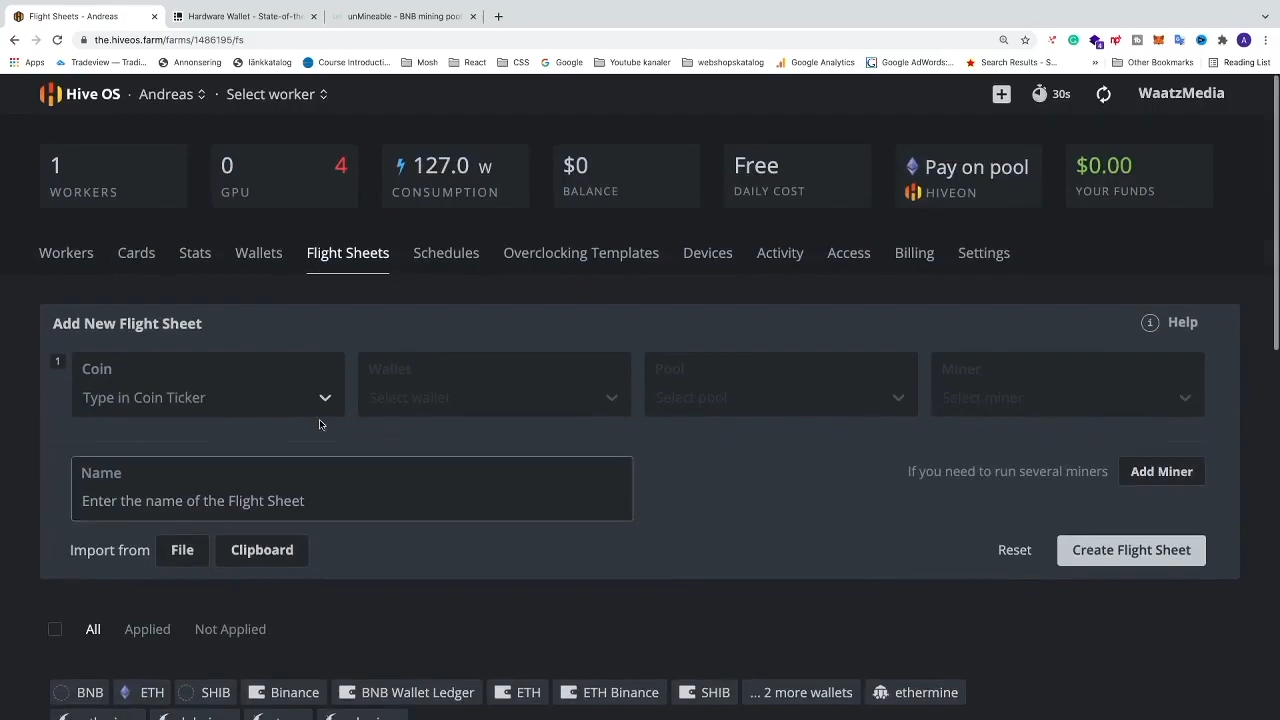 Flight Sheets - Andreas
Hardware Wallet - State-of-the
unMineable - BNB mining poo
the.hiveos.farm/farms/1486195/fs
Apps Tradeview – Tradi... Annonsering länkkatalog Course Introducti... Mosh React CSS Google Youtube kanaler webshopskatalog Google Analytics Google AdWords:... Search Results - S... » Other Bookmarks Reading List
Hive OS · Andreas · Select worker
30s
WaatzMedia
1
WORKERS
0 4
GPU
127.0 W
CONSUMPTION
$0
BALANCE
Free
DAILY COST
Pay on pool
HIVEON
$0.00
YOUR FUNDS
Workers Cards Stats Wallets Flight Sheets Schedules Overclocking Templates Devices Activity Access Billing Settings
Add New Flight Sheet
Help
1
Coin
Type in Coin Ticker
Wallet
Select wallet
Pool
Select pool
Miner
Select miner
Name
Enter the name of the Flight Sheet
If you need to run several miners Add Miner
Import from File Clipboard
Reset Create Flight Sheet
All Applied Not Applied
BNB ETH SHIB Binance BNB Wallet Ledger ETH ETH Binance SHIB ... 2 more wallets ethermine